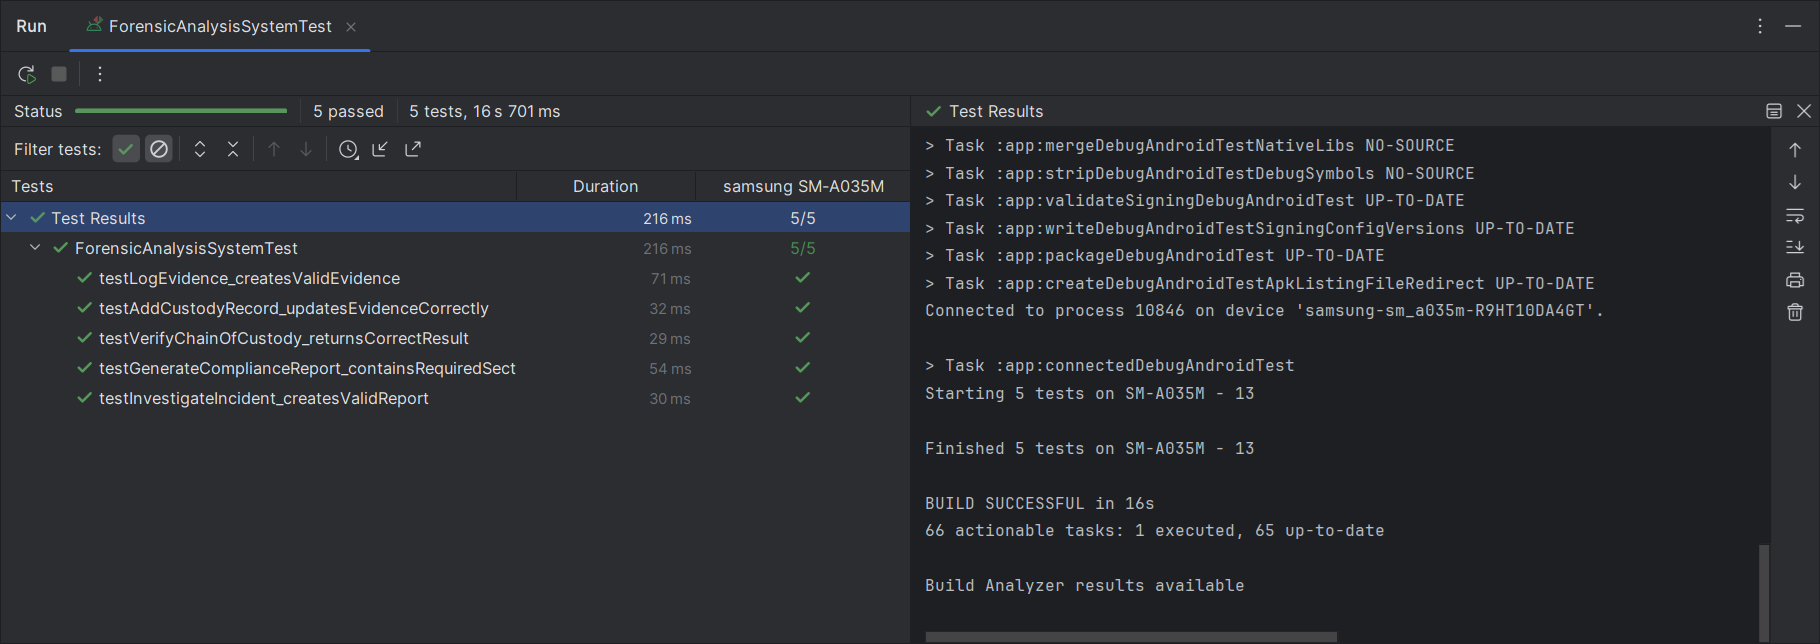 Run ForensicAnalysisSystemTest
Status 5 passed 5 tests, 16 s 701 ms
Filter tests:
Tests Duration samsung SM-A035M
Test Results 216 ms 5/5
ForensicAnalysisSystemTest 216 ms 5/5
testLogEvidence_createsValidEvidence 71 ms
testAddCustodyRecord_updatesEvidenceCorrectly 32 ms
testVerifyChainOfCustody_returnsCorrectResult 29 ms
testGenerateComplianceReport_containsRequiredSect 54 ms
testInvestigateIncident_createsValidReport 30 ms
Test Results
> Task :app:mergeDebugAndroidTestNativeLibs NO-SOURCE
> Task :app:stripDebugAndroidTestDebugSymbols NO-SOURCE
> Task :app:validateSigningDebugAndroidTest UP-TO-DATE
> Task :app:writeDebugAndroidTestSigningConfigVersions UP-TO-DATE
> Task :app:packageDebugAndroidTest UP-TO-DATE
> Task :app:createDebugAndroidTestApkListingFileRedirect UP-TO-DATE
Connected to process 10846 on device 'samsung-sm_a035m-R9HT10DA4GT'.
> Task :app:connectedDebugAndroidTest
Starting 5 tests on SM-A035M - 13
Finished 5 tests on SM-A035M - 13
BUILD SUCCESSFUL in 16s
66 actionable tasks: 1 executed, 65 up-to-date
Build Analyzer results available